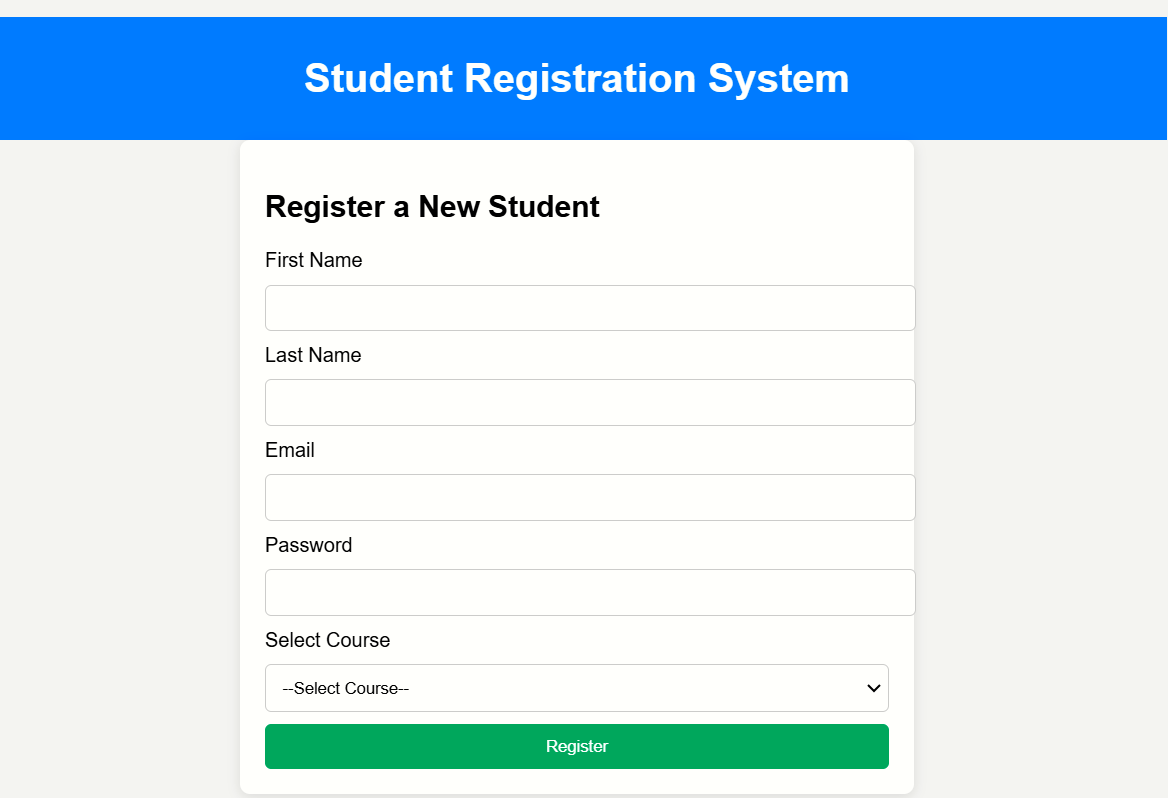 Student Registration System
Register a New Student
First Name
Last Name
Email
Password
Select Course
--Select Course--
Register